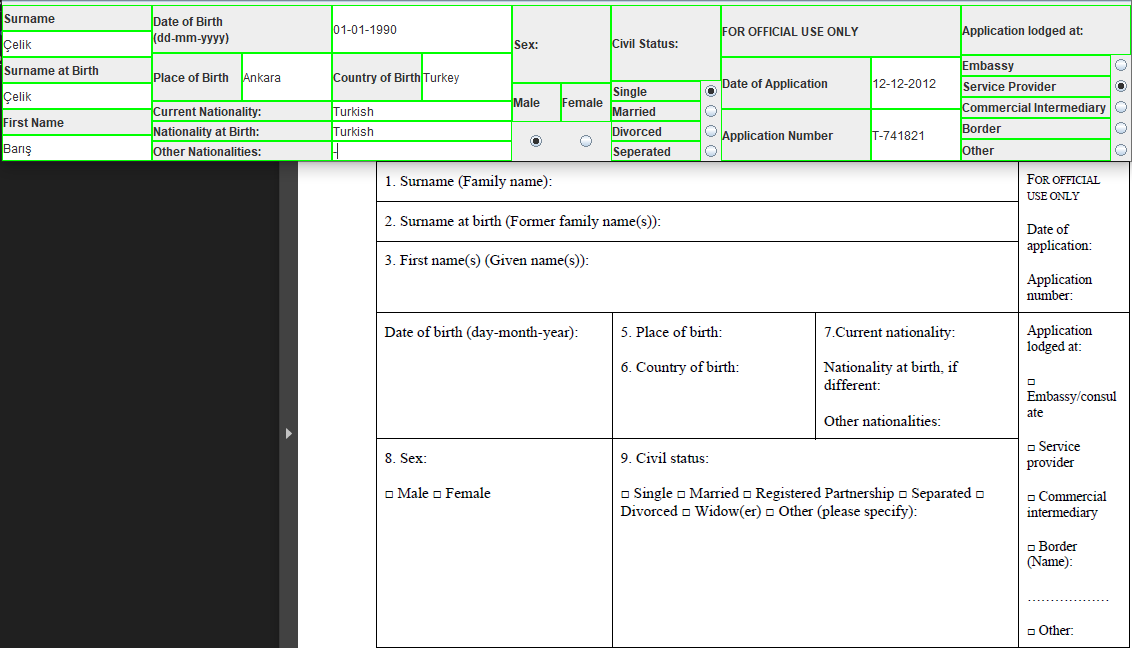 Surname
Çelik
Surname at Birth
Çelik
First Name
Barış
Date of Birth
(dd-mm-yyyy)
01-01-1990
Place of Birth
Ankara
Country of Birth
Turkey
Current Nationality:
Turkish
Nationality at Birth:
Turkish
Other Nationalities:
-
Sex:
Male
Female
Civil Status:
Single
Married
Divorced
Seperated
FOR OFFICIAL USE ONLY
Date of Application
12-12-2012
Application Number
T-741821
Application lodged at:
Embassy
Service Provider
Commercial Intermediary
Border
Other
1. Surname (Family name):
2. Surname at birth (Former family name(s)):
3. First name(s) (Given name(s)):
FOR OFFICIAL
USE ONLY
Date of
application:
Application
number:
Date of birth (day-month-year):
5. Place of birth:
6. Country of birth:
7.Current nationality:
Nationality at birth, if
different:
Other nationalities:
Application
lodged at:
□
Embassy/consul
ate
□ Service
provider
□ Commercial
intermediary
□ Border
(Name):
………………
□ Other:
8. Sex:
□ Male □ Female
9. Civil status:
□ Single □ Married □ Registered Partnership □ Separated □
Divorced □ Widow(er) □ Other (please specify):